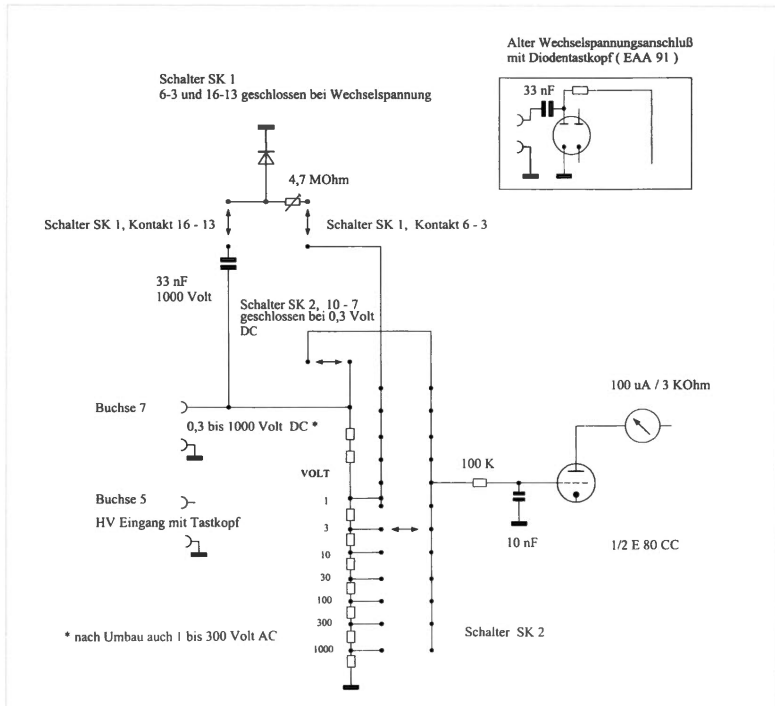 Alter Wechselspannungsanschluß
mit Diodentastkopf ( EAA 91 )
33 nF
Schalter SK 1
6-3 und 16-13 geschlossen bei Wechselspannung
4,7 MOhm
Schalter SK 1, Kontakt 16 - 13
Schalter SK 1, Kontakt 6 - 3
33 nF
1000 Volt
Schalter SK 2, 10 - 7
geschlossen bei 0,3 Volt
DC
100 uA / 3 KOhm
Buchse 7
0,3 bis 1000 Volt DC *
100 K
VOLT
Buchse 5
1
HV Eingang mit Tastkopf
3
10 nF
1/2 E 80 CC
10
30
100
300
* nach Umbau auch 1 bis 300 Volt AC
Schalter SK 2
1000